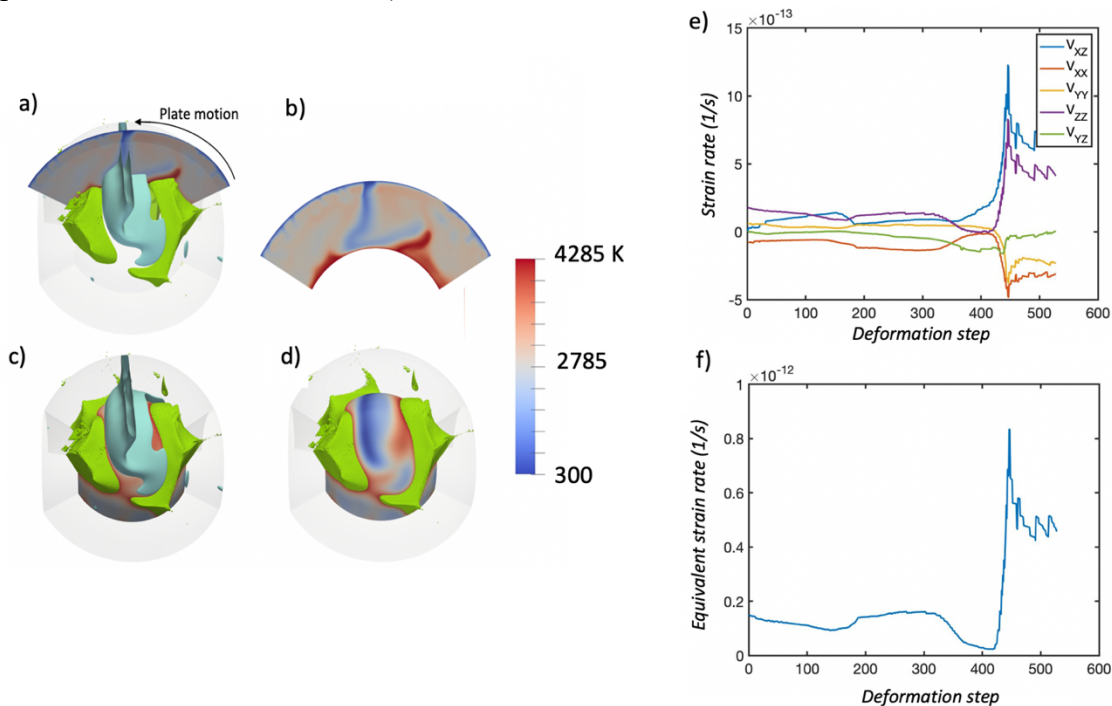 a)
Plate motion
b)
4285 K
2785
300
c)
d)
e)
×10⁻¹³
Strain rate (1/s)
15
10
5
0
-5
0 100 200 300 400 500 600
Deformation step
V_XZ
V_XX
V_YY
V_ZZ
V_YZ
f)
×10⁻¹²
Equivalent strain rate (1/s)
1
0.8
0.6
0.4
0.2
0
0 100 200 300 400 500 600
Deformation step